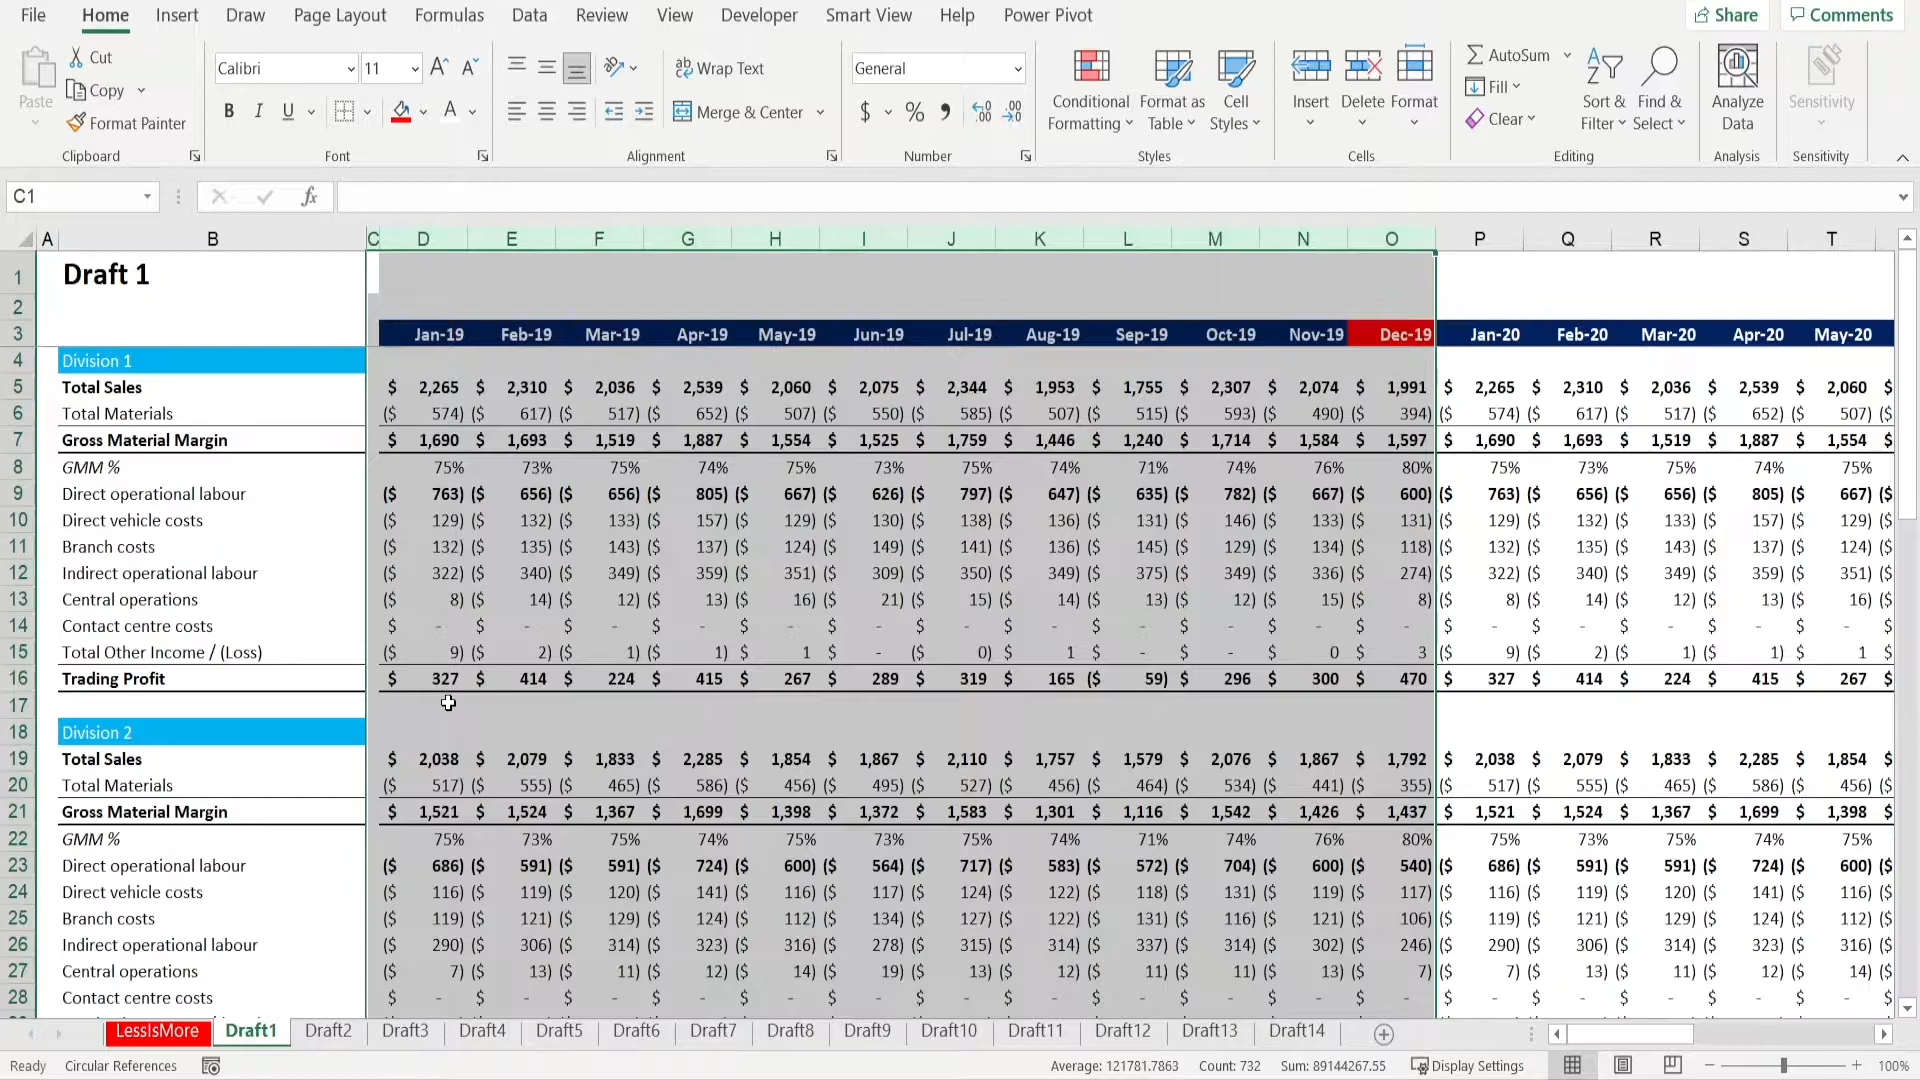 File Home Insert Draw Page Layout Formulas Data Review View Developer Smart View Help Power Pivot Share Comments
Paste Cut Copy Format Painter Clipboard
Calibri 11 B I U A Font
Wrap Text Merge & Center Alignment
General $ % Number
Conditional Formatting Format as Table Cell Styles Styles
Insert Delete Format Cells
AutoSum Fill Clear Sort & Filter Find & Select Editing
Analyze Data Analysis
Sensitivity Sensitivity
C1 fx
A B C D E F G H I J K L M N O P Q R S T
1 Draft 1
2
3 Jan-19 Feb-19 Mar-19 Apr-19 May-19 Jun-19 Jul-19 Aug-19 Sep-19 Oct-19 Nov-19 Dec-19 Jan-20 Feb-20 Mar-20 Apr-20 May-20
4 Division 1
5 Total Sales $ 2,265 $ 2,310 $ 2,036 $ 2,539 $ 2,060 $ 2,075 $ 2,344 $ 1,953 $ 1,755 $ 2,307 $ 2,074 $ 1,991 $ 2,265 $ 2,310 $ 2,036 $ 2,539 $ 2,060 $
6 Total Materials ($ 574) ($ 617) ($ 517) ($ 652) ($ 507) ($ 550) ($ 585) ($ 507) ($ 515) ($ 593) ($ 490) ($ 394) ($ 574) ($ 617) ($ 517) ($ 652) ($ 507) ($
7 Gross Material Margin $ 1,690 $ 1,693 $ 1,519 $ 1,887 $ 1,554 $ 1,525 $ 1,759 $ 1,446 $ 1,240 $ 1,714 $ 1,584 $ 1,597 $ 1,690 $ 1,693 $ 1,519 $ 1,887 $ 1,554 $
8 GMM % 75% 73% 75% 74% 75% 73% 75% 74% 71% 74% 76% 80% 75% 73% 75% 74% 75%
9 Direct operational labour ($ 763) ($ 656) ($ 656) ($ 805) ($ 667) ($ 626) ($ 797) ($ 647) ($ 635) ($ 782) ($ 667) ($ 600) ($ 763) ($ 656) ($ 656) ($ 805) ($ 667) ($
10 Direct vehicle costs ($ 129) ($ 132) ($ 133) ($ 157) ($ 129) ($ 130) ($ 138) ($ 136) ($ 131) ($ 146) ($ 133) ($ 131) ($ 129) ($ 132) ($ 133) ($ 157) ($ 129) ($
11 Branch costs ($ 132) ($ 135) ($ 143) ($ 137) ($ 124) ($ 149) ($ 141) ($ 136) ($ 145) ($ 129) ($ 134) ($ 118) ($ 132) ($ 135) ($ 143) ($ 137) ($ 124) ($
12 Indirect operational labour ($ 322) ($ 340) ($ 349) ($ 359) ($ 351) ($ 309) ($ 350) ($ 349) ($ 375) ($ 349) ($ 336) ($ 274) ($ 322) ($ 340) ($ 349) ($ 359) ($ 351) ($
13 Central operations ($ 8) ($ 14) ($ 12) ($ 13) ($ 16) ($ 21) ($ 15) ($ 14) ($ 13) ($ 12) ($ 15) ($ 8) ($ 8) ($ 14) ($ 12) ($ 13) ($ 16) ($
14 Contact centre costs $ - $ - $ - $ - $ - $ - $ - $ - $ - $ - $ - $ - $ - $ - $ - $ - $ - $
15 Total Other Income / (Loss) ($ 9) ($ 2) ($ 1) ($ 1) $ 1 $ - ($ 0) $ 1 $ - $ - $ 0 $ 3 ($ 9) ($ 2) ($ 1) ($ 1) $ 1 $
16 Trading Profit $ 327 $ 414 $ 224 $ 415 $ 267 $ 289 $ 319 $ 165 ($ 59) $ 296 $ 300 $ 470 $ 327 $ 414 $ 224 $ 415 $ 267 $
17
18 Division 2
19 Total Sales $ 2,038 $ 2,079 $ 1,833 $ 2,285 $ 1,854 $ 1,867 $ 2,110 $ 1,757 $ 1,579 $ 2,076 $ 1,867 $ 1,792 $ 2,038 $ 2,079 $ 1,833 $ 2,285 $ 1,854 $
20 Total Materials ($ 517) ($ 555) ($ 465) ($ 586) ($ 456) ($ 495) ($ 527) ($ 456) ($ 464) ($ 534) ($ 441) ($ 355) ($ 517) ($ 555) ($ 465) ($ 586) ($ 456) ($
21 Gross Material Margin $ 1,521 $ 1,524 $ 1,367 $ 1,699 $ 1,398 $ 1,372 $ 1,583 $ 1,301 $ 1,116 $ 1,542 $ 1,426 $ 1,437 $ 1,521 $ 1,524 $ 1,367 $ 1,699 $ 1,398 $
22 GMM % 75% 73% 75% 74% 75% 73% 75% 74% 71% 74% 76% 80% 75% 73% 75% 74% 75%
23 Direct operational labour ($ 686) ($ 591) ($ 591) ($ 724) ($ 600) ($ 564) ($ 717) ($ 583) ($ 572) ($ 704) ($ 600) ($ 540) ($ 686) ($ 591) ($ 591) ($ 724) ($ 600) ($
24 Direct vehicle costs ($ 116) ($ 119) ($ 120) ($ 141) ($ 116) ($ 117) ($ 124) ($ 122) ($ 118) ($ 131) ($ 119) ($ 117) ($ 116) ($ 119) ($ 120) ($ 141) ($ 116) ($
25 Branch costs ($ 119) ($ 121) ($ 129) ($ 124) ($ 112) ($ 134) ($ 127) ($ 122) ($ 131) ($ 116) ($ 121) ($ 106) ($ 119) ($ 121) ($ 129) ($ 124) ($ 112) ($
26 Indirect operational labour ($ 290) ($ 306) ($ 314) ($ 323) ($ 316) ($ 278) ($ 315) ($ 314) ($ 337) ($ 314) ($ 302) ($ 246) ($ 290) ($ 306) ($ 314) ($ 323) ($ 316) ($
27 Central operations ($ 7) ($ 13) ($ 11) ($ 12) ($ 14) ($ 19) ($ 13) ($ 12) ($ 11) ($ 11) ($ 13) ($ 7) ($ 7) ($ 13) ($ 11) ($ 12) ($ 14) ($
28 Contact centre costs $ - $ - $ - $ - $ - $ - $ - $ - $ - $ - $ - $ - $ - $ - $ - $ - $ - $
LessIsMore Draft1 Draft2 Draft3 Draft4 Draft5 Draft6 Draft7 Draft8 Draft9 Draft10 Draft11 Draft12 Draft13 Draft14
Ready Circular References Average: 121781.7863 Count: 732 Sum: 89144267.55 Display Settings 100%